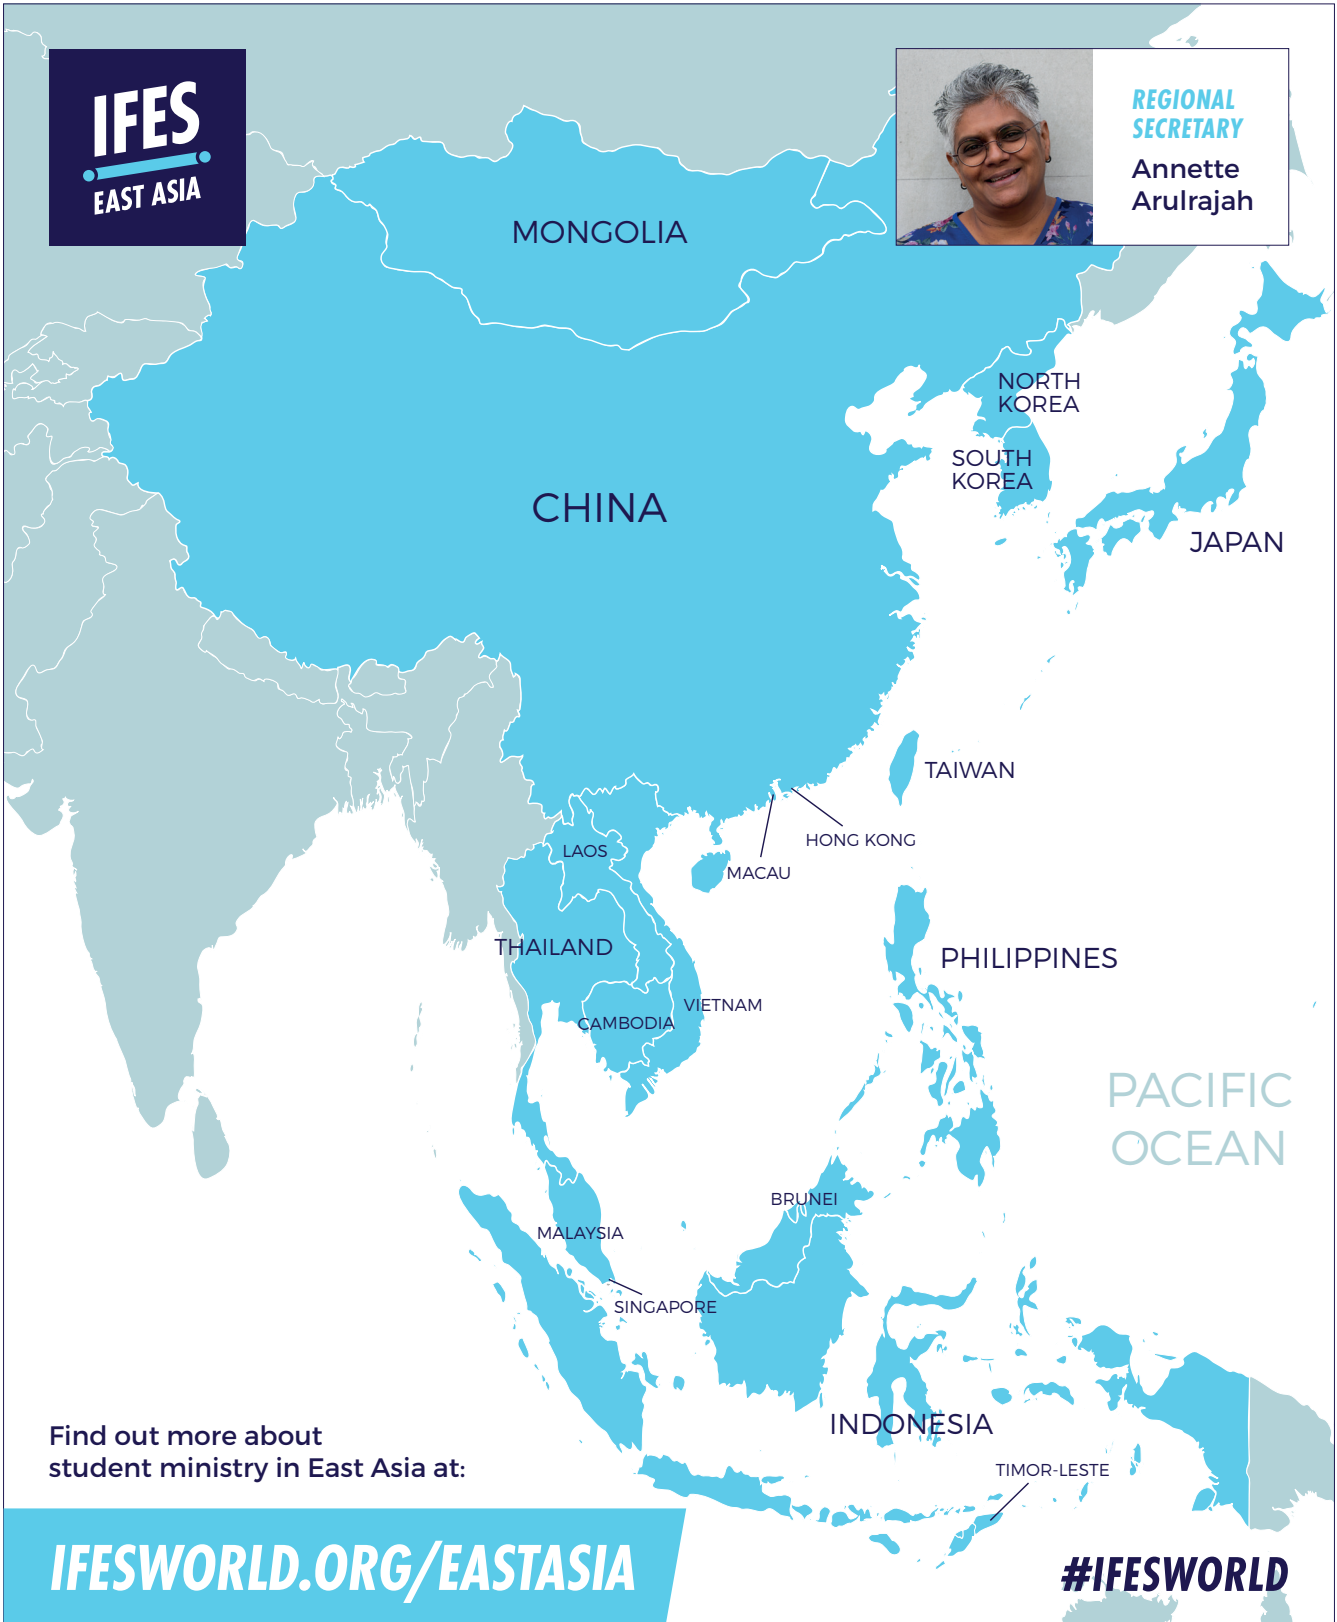 IFES
EAST ASIA
REGIONAL
SECRETARY
Annette
Arulrajah
MONGOLIA
NORTH
KOREA
SOUTH
KOREA
CHINA
JAPAN
TAIWAN
HONG KONG
MACAU
LAOS
THAILAND
PHILIPPINES
VIETNAM
CAMBODIA
PACIFIC
OCEAN
BRUNEI
MALAYSIA
SINGAPORE
INDONESIA
TIMOR-LESTE
Find out more about
student ministry in East Asia at:
IFESWORLD.ORG/EASTASIA
#IFESWORLD